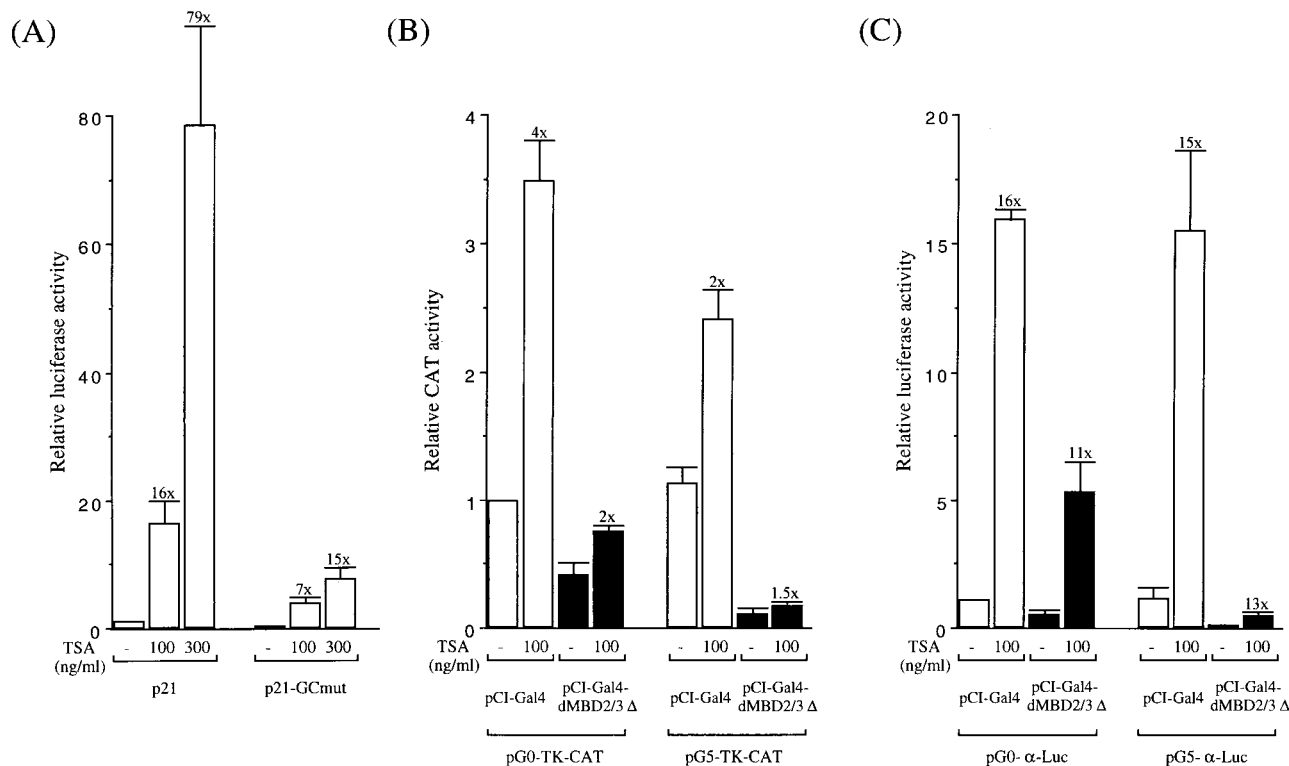 (A)
Relative luciferase activity
80
60
40
20
0
16x
79x
7x
15x
TSA
(ng/ml)
- 100 300 - 100 300
p21 p21-GCmut
(B)
Relative CAT activity
4
3
2
1
0
4x
2x
2x
1.5x
TSA
(ng/ml)
- 100 - 100 - 100 - 100
pCI-Gal4 pCI-Gal4- pCI-Gal4 pCI-Gal4-
dMBD2/3 Δ dMBD2/3 Δ
pG0-TK-CAT pG5-TK-CAT
(C)
Relative luciferase activity
20
15
10
5
0
16x
11x
15x
13x
TSA
(ng/ml)
- 100 - 100 - 100 - 100
pCI-Gal4 pCI-Gal4- pCI-Gal4 pCI-Gal4-
dMBD2/3 Δ dMBD2/3 Δ
pG0- α-Luc pG5- α-Luc